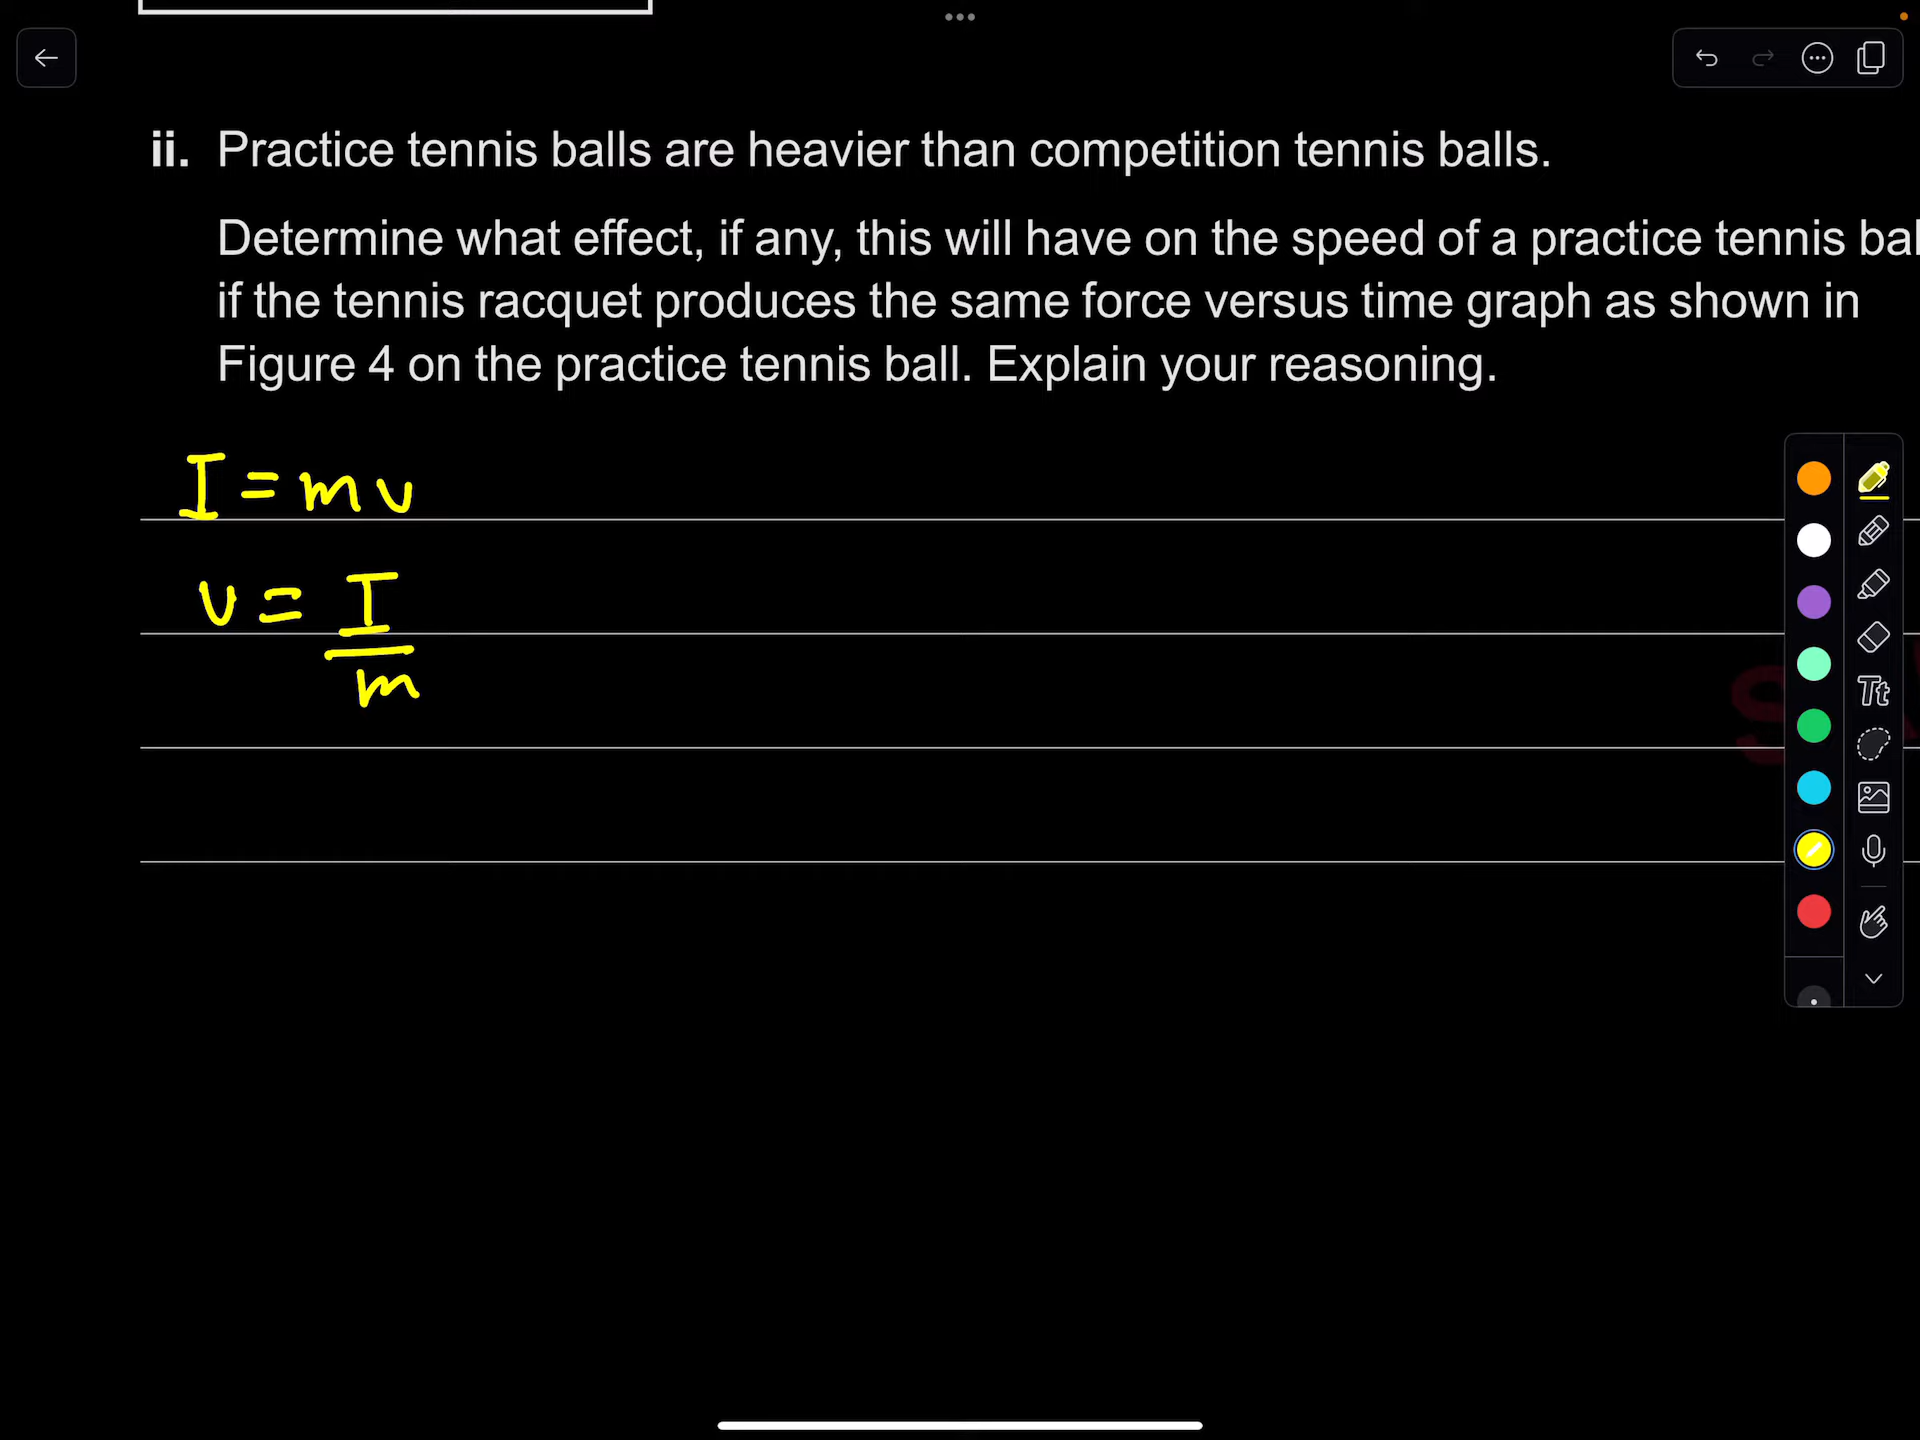 ii. Practice tennis balls are heavier than competition tennis balls.
Determine what effect, if any, this will have on the speed of a practice tennis bal
if the tennis racquet produces the same force versus time graph as shown in
Figure 4 on the practice tennis ball. Explain your reasoning.
I = mv
v = I
m
Tt